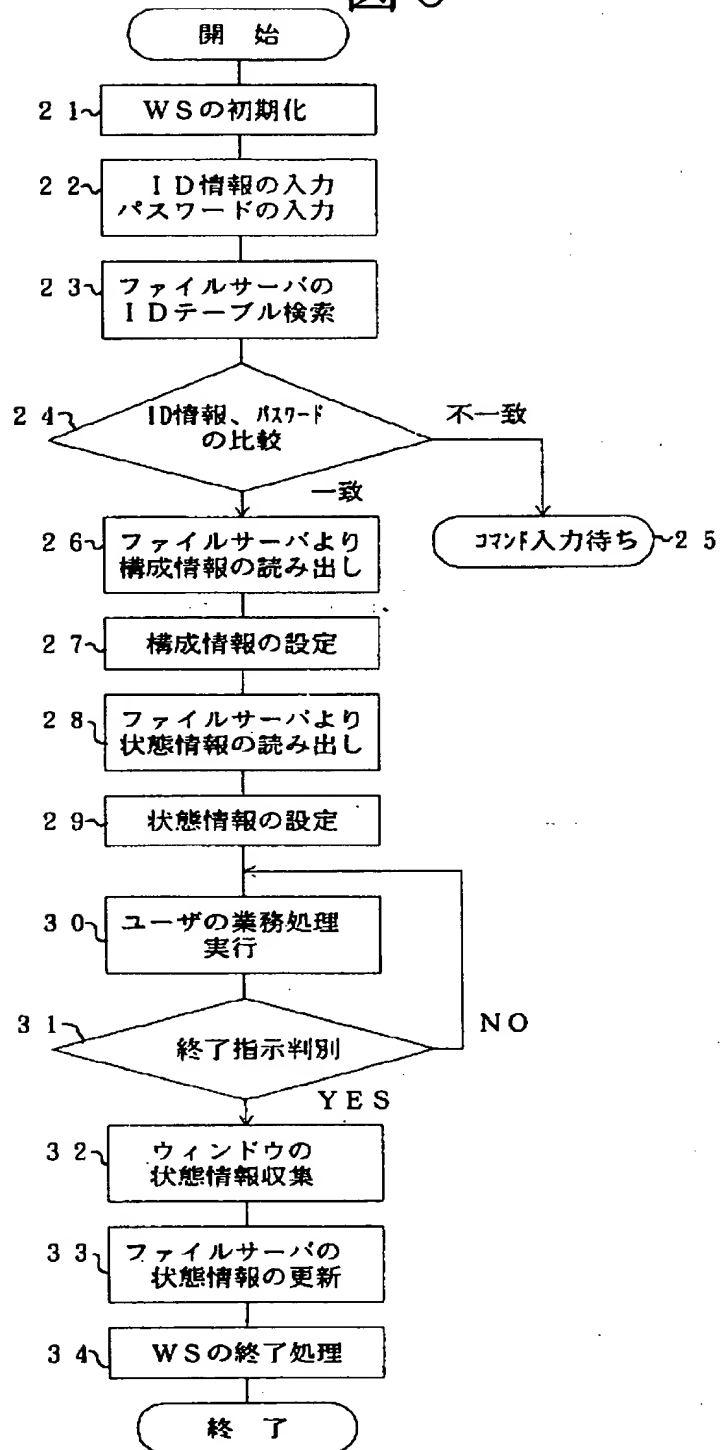 開 始
21 WSの初期化
22 ID情報の入力
パスワードの入力
23 ファイルサーバの
IDテーブル検索
24 ID情報、パスワード
の比較
不一致
一致
コマンド入力待ち 25
26 ファイルサーバより
構成情報の読み出し
27 構成情報の設定
28 ファイルサーバより
状態情報の読み出し
29 状態情報の設定
30 ユーザの業務処理
実行
31 終了指示判別
NO
YES
32 ウィンドウの
状態情報収集
33 ファイルサーバの
状態情報の更新
34 WSの終了処理
終 了